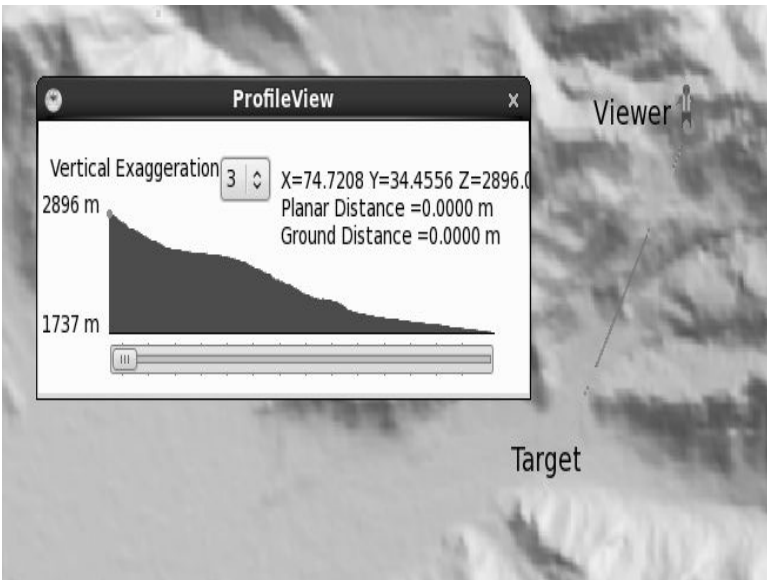 ProfileView
Viewer
Vertical Exaggeration 3
X=74.7208 Y=34.4556 Z=2896.0
2896 m
Planar Distance =0.0000 m
Ground Distance =0.0000 m
1737 m
Target